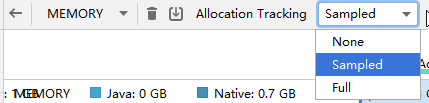 MEMORY Allocation Tracking Sampled
None
Sampled
Full
MEMORY Java: 0 GB Native: 0.7 GB